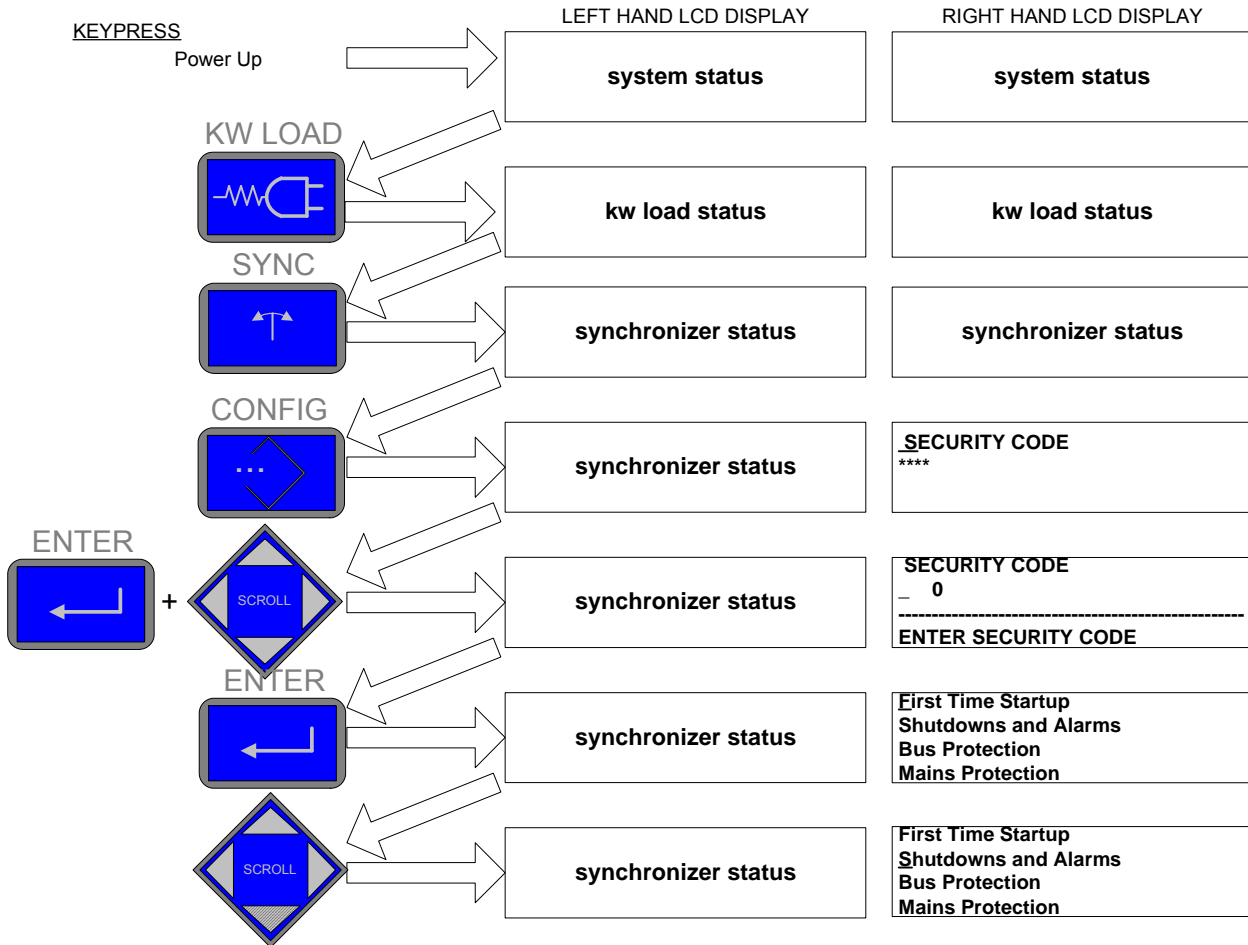 LEFT HAND LCD DISPLAY
RIGHT HAND LCD DISPLAY
KEYPRESS
Power Up
system status
system status
KW LOAD
kw load status
kw load status
SYNC
synchronizer status
synchronizer status
CONFIG
...
synchronizer status
SECURITY CODE
****
ENTER
+
SCROLL
synchronizer status
SECURITY CODE
_ 0
---------------------------------------------
ENTER SECURITY CODE
ENTER
synchronizer status
First Time Startup
Shutdowns and Alarms
Bus Protection
Mains Protection
SCROLL
synchronizer status
First Time Startup
Shutdowns and Alarms
Bus Protection
Mains Protection